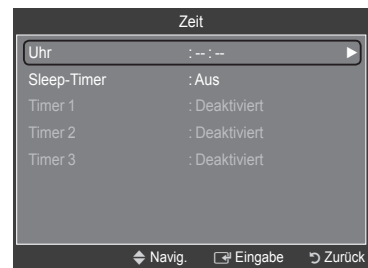 Zeit
Uhr : -- : --
Sleep-Timer : Aus
Timer 1 : Deaktiviert
Timer 2 : Deaktiviert
Timer 3 : Deaktiviert
Navig. Eingabe Zurück